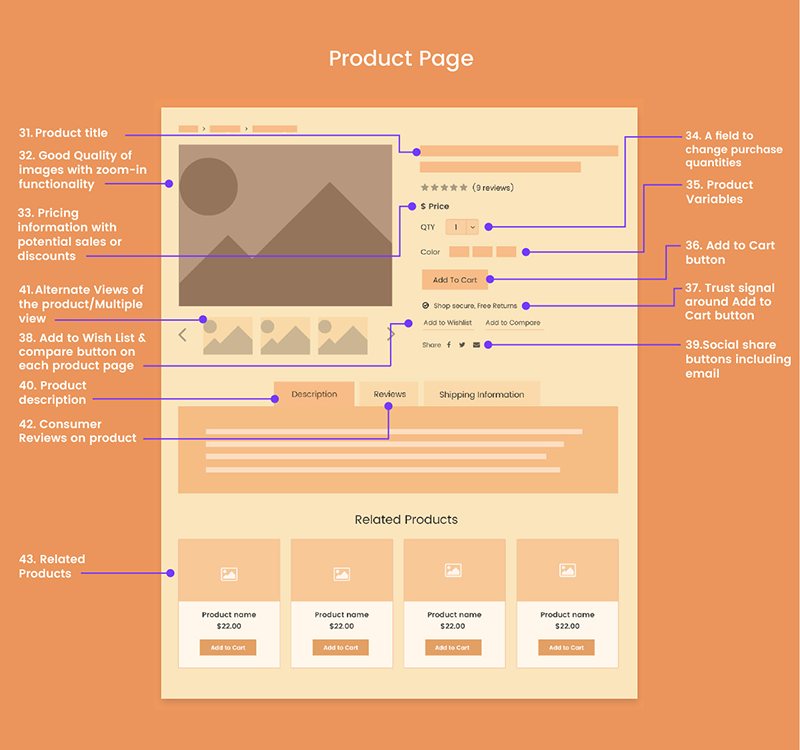 Product Page
31. Product title
32. Good Quality of
images with zoom-in
functionality
33. Pricing
information with
potential sales or
discounts
41. Alternate Views of
the product/Multiple
view
38. Add to Wish List &
compare button on
each product page
40. Product
description
42. Consumer
Reviews on product
43. Related
Products
(9 reviews)
$ Price
QTY 1
Color
Add To Cart
Shop secure, Free Returns
Add to Wishlist Add to Compare
Share
34. A field to
change purchase
quantities
35. Product
Variables
36. Add to Cart
button
37. Trust signal
around Add to
Cart button
39.Social share
buttons including
email
Description Reviews Shipping Information
Related Products
Product name Product name Product name Product name
$22.00 $22.00 $22.00 $22.00
Add to Cart Add to Cart Add to Cart Add to Cart